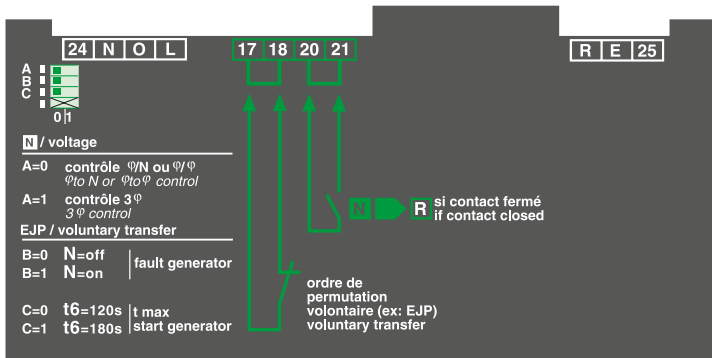 24 N O L
17 18 20 21
R E 25
A
B
C
0 1
N / voltage
A=0 contrôle φ/N ou φ/φ
φto N or φtoφ control
A=1 contrôle 3φ
3φ control
EJP / voluntary transfer
B=0 N=off
B=1 N=on
fault generator
C=0 t6=120s
C=1 t6=180s
t max
start generator
N R si contact fermé
if contact closed
ordre de
permutation
volontaire (ex: EJP)
voluntary transfer